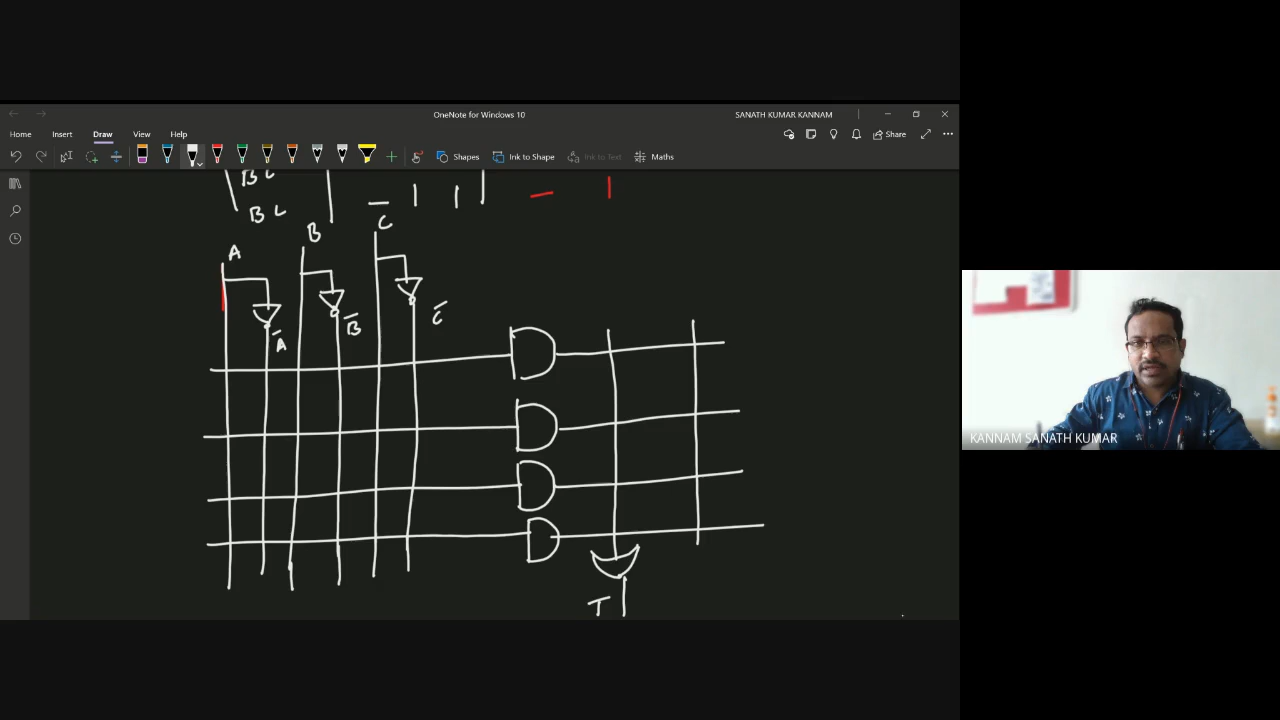 OneNote for Windows 10
SANATH KUMAR KANNAM
Home Insert Draw View Help
Share
Shapes Ink to Shape Ink to Text Maths
BC
BC
A B C
A̅ B̅ C̅
KANNAM SANATH KUMAR
T